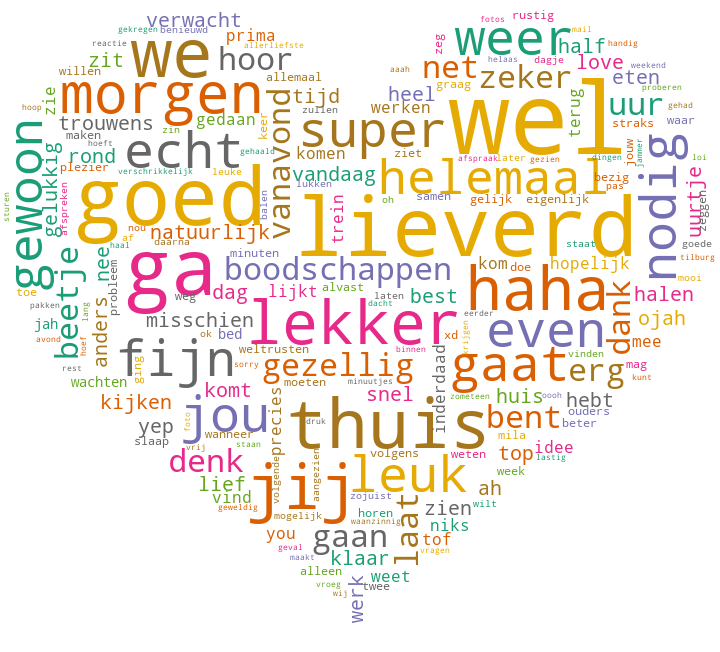 gekregen
verwacht
benieuwd
reactie
we
prima
allerliefste
hoor
zit
willen
zie
hoop
morgen
allemaal
tijd
trouwens
gedaan
keer
zullen
maken
zin
echt
hoeft
rond
plezier
gehaald
verschrikkelijk
leuke
gelukkig
gewoon
afspreken
sturen
goed
vanavond
ballen
natuurlijk
nou
af
daarna
nee
haal
beetje
probleem
toe
pakken
lang
fotos
rustig
zeg
weer
mail
handig
half
helaas
dagje
love
weekend
net
zeker
aaah
graag
eten
proberen
heel
werken
terug
uur
gehad
straks
waar
wel
super
komen
ziet
afspraak
later
gezien
jouw
jammer
dingen
nodig
loi
bezig
pas
vandaag
helemaal
lukken
samen
gelijk
eigenlijk
uurtje
zeggen
oh
trein
lieverd
staat
goede
tilburg
minuten
boodschappen
kom
doe
hopelijk
mooi
ga
weg
dag
lijkt
alvast
laten
best
eerder
haha
halen
dacht
jah
avond
hoef
anders
misschien
ok
bed
lekker
xd
krijgen
even
dank
ojah
mee
rest
fijn
weltrusten
sorry
binnen
gezellig
moeten
minuutjes
inderdaad
gaat
erg
vinden
mag
kunt
wachten
ging
komt
snel
zometeen
oooh
huis
hebt
ouders
kijken
foto
jou
precies
druk
thuis
bent
beter
yep
slaap
vrij
wanneer
staan
volgens
mila
top
idee
lastig
denk
volgende
aangezien
weten
week
lief
vind
geweldig
jij
zojuist
leuk
ah
wilt
mogelijk
horen
waanzinnig
laat
zien
niks
you
gaan
tof
vragen
geval
klaar
maakt
alleen
weet
vroeg
wij
werk
twee